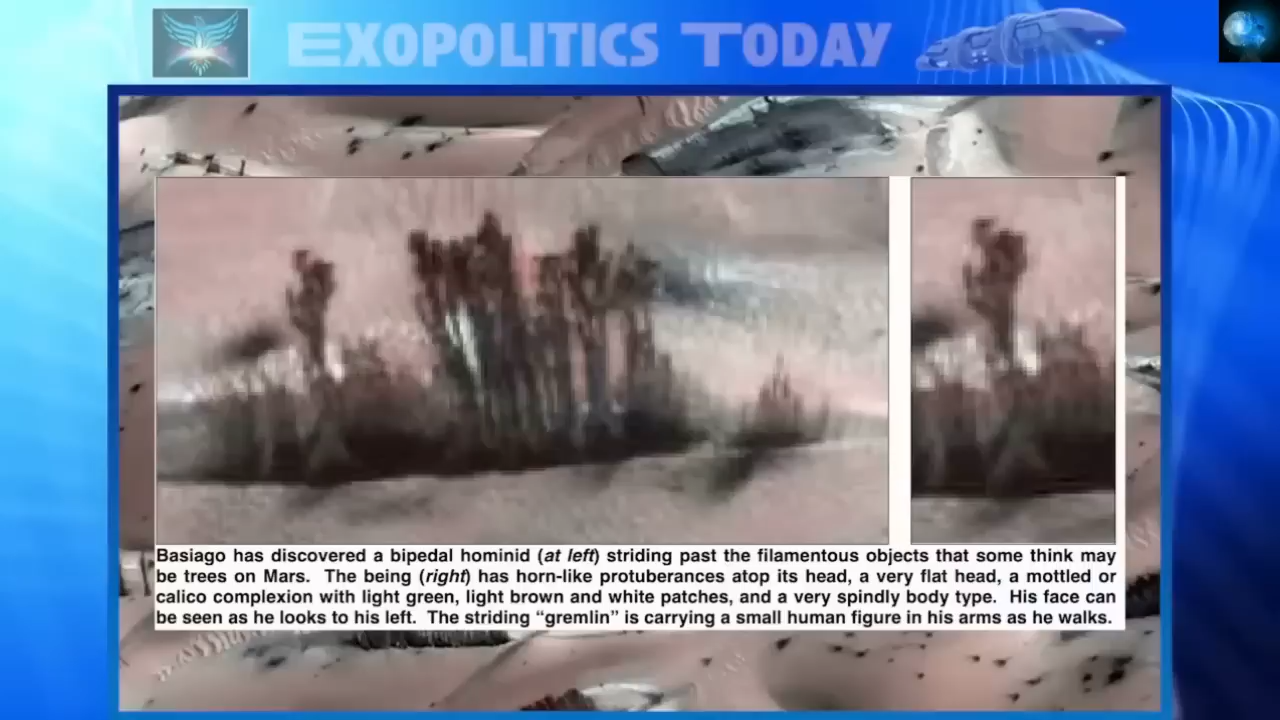 EXOPOLITICS TODAY
Basiago has discovered a bipedal hominid (at left) striding past the filamentous objects that some think may
be trees on Mars.  The being (right) has horn-like protuberances atop its head, a very flat head, a mottled or
calico complexion with light green, light brown and white patches, and a very spindly body type.  His face can
be seen as he looks to his left.  The striding “gremlin” is carrying a small human figure in his arms as he walks.